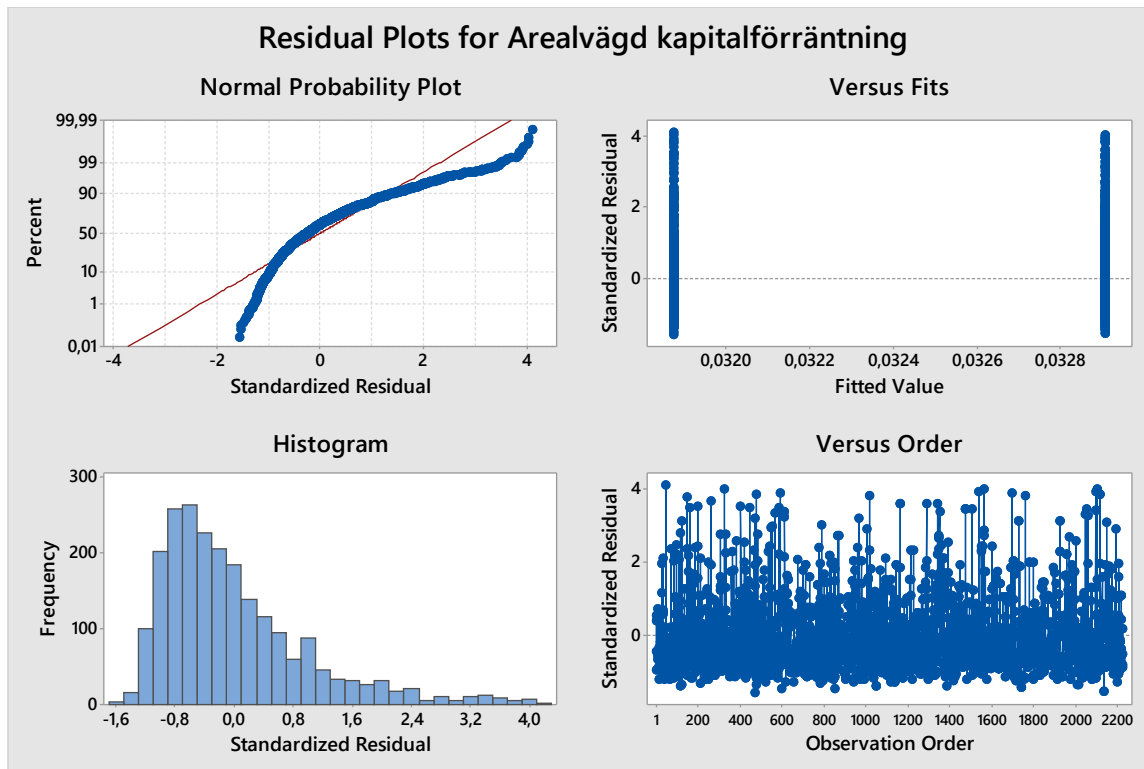 Residual Plots for Arealvägd kapitalförräntning
Normal Probability Plot
99,99
99
90
50
10
1
0,01
Percent
-4 -2 0 2 4
Standardized Residual
Versus Fits
4
2
0
Standardized Residual
0,0320 0,0322 0,0324 0,0326 0,0328
Fitted Value
Histogram
300
200
100
0
Frequency
-1,6 -0,8 0,0 0,8 1,6 2,4 3,2 4,0
Standardized Residual
Versus Order
4
2
0
Standardized Residual
1 200 400 600 800 1000 1200 1400 1600 1800 2000 2200
Observation Order